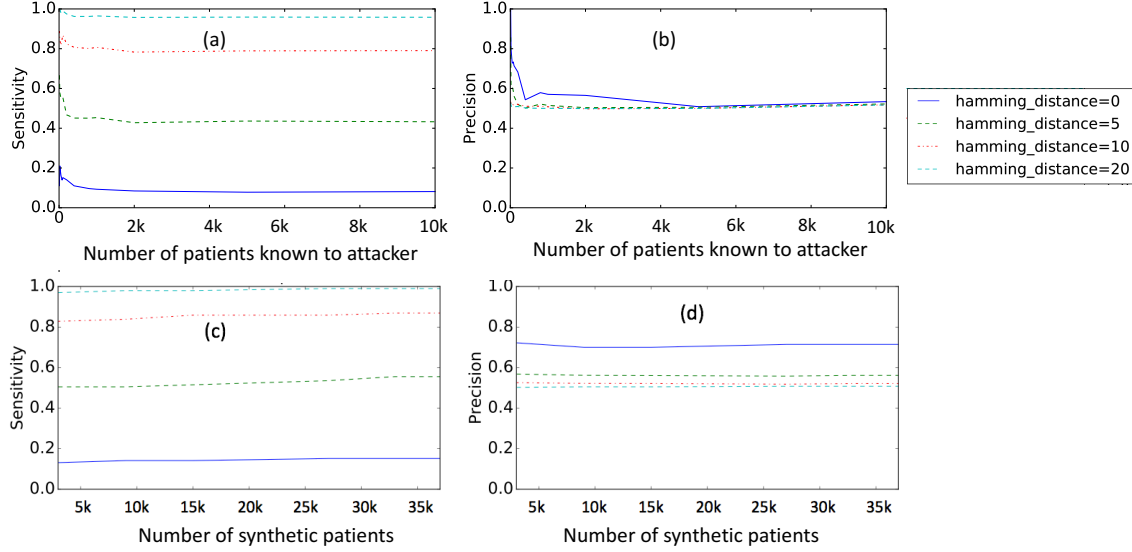 (a)
Sensitivity
1.0
0.8
0.6
0.4
0.2
0.0
0 2k 4k 6k 8k 10k
Number of patients known to attacker
(b)
Precision
1.0
0.8
0.6
0.4
0.2
0.0
0 2k 4k 6k 8k 10k
Number of patients known to attacker
hamming_distance=0
hamming_distance=5
hamming_distance=10
hamming_distance=20
(c)
Sensitivity
1.0
0.8
0.6
0.4
0.2
0.0
5k 10k 15k 20k 25k 30k 35k
Number of synthetic patients
(d)
Precision
1.0
0.8
0.6
0.4
0.2
0.0
5k 10k 15k 20k 25k 30k 35k
Number of synthetic patients